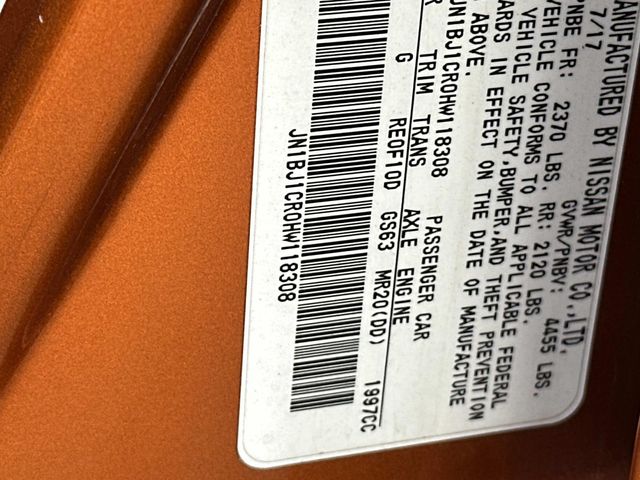 MANUFACTURED BY NISSAN MOTOR CO.,LTD.
7/17 GVWR/PNBV: 4455 LBS.
PNBE FR: 2370 LBS. RR: 2120 LBS.
VEHICLE CONFORMS TO ALL APPLICABLE FEDERAL
VEHICLE SAFETY,BUMPER,AND THEFT PREVENTION
ARDS IN EFFECT ON THE DATE OF MANUFACTURE
ABOVE.
JN1BJ1CR0HW118308 PASSENGER CAR
R TRIM TRANS AXLE ENGINE
G RE0F10D GS63 MR20(DD) 1997CC
JN1BJ1CR0HW118308